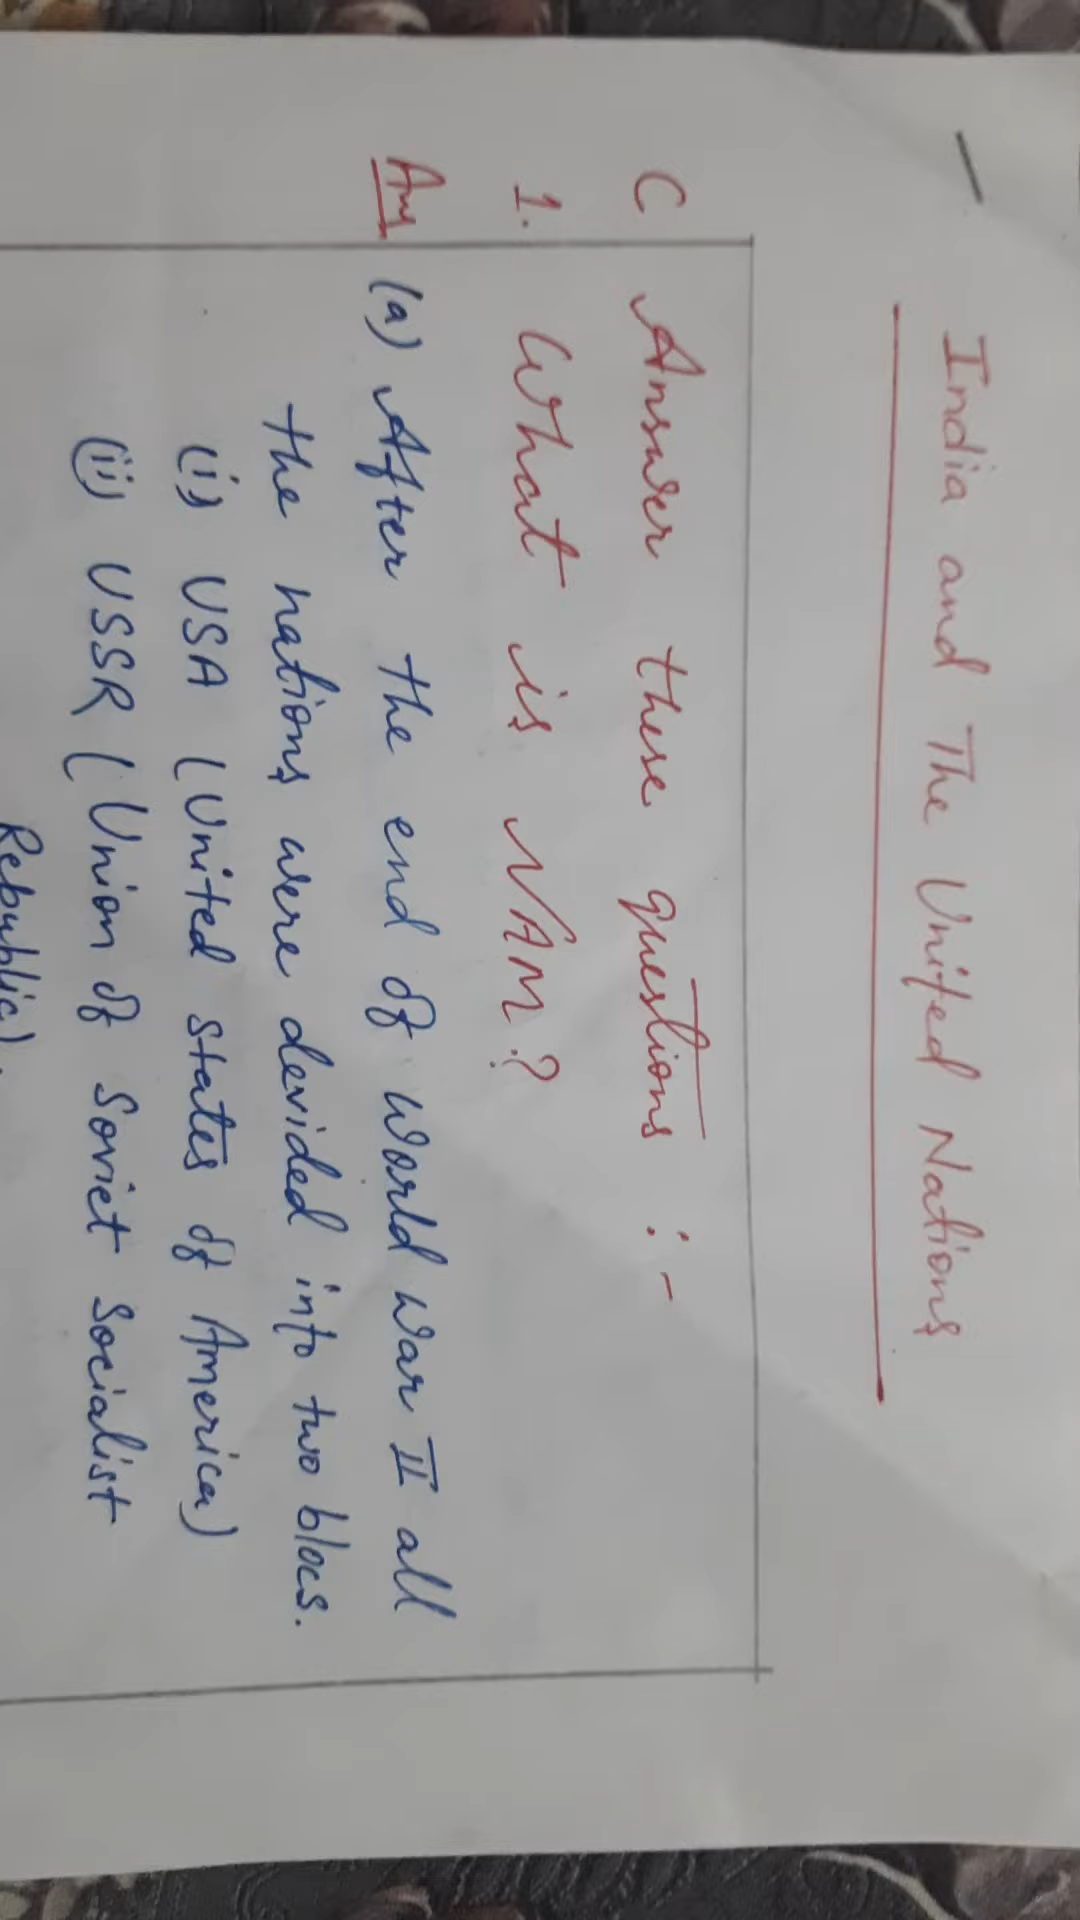 India and The United Nations
C Answer these questions :-
1. What is NAM?
Ans (a) After the end of World War II all
the nations were devided into two blocs.
(i) USA (United states of America)
(ii) USSR (Union of Soviet Socialist
Republic).